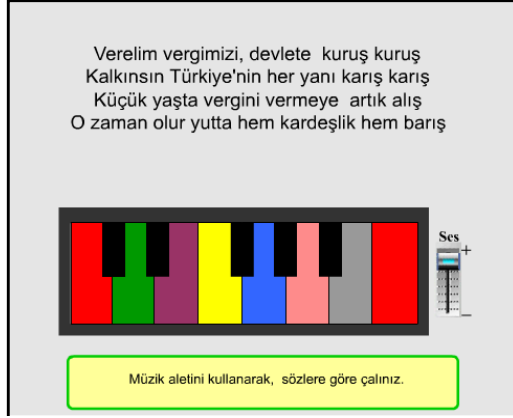 Verelim vergimizi, devlete kuruş kuruş
Kalkınsın Türkiye'nin her yanı karış karış
Küçük yaşta vergini vermeye artık alış
O zaman olur yutta hem kardeşlik hem barış
Ses
+
–
Müzik aletini kullanarak, sözlere göre çalınız.